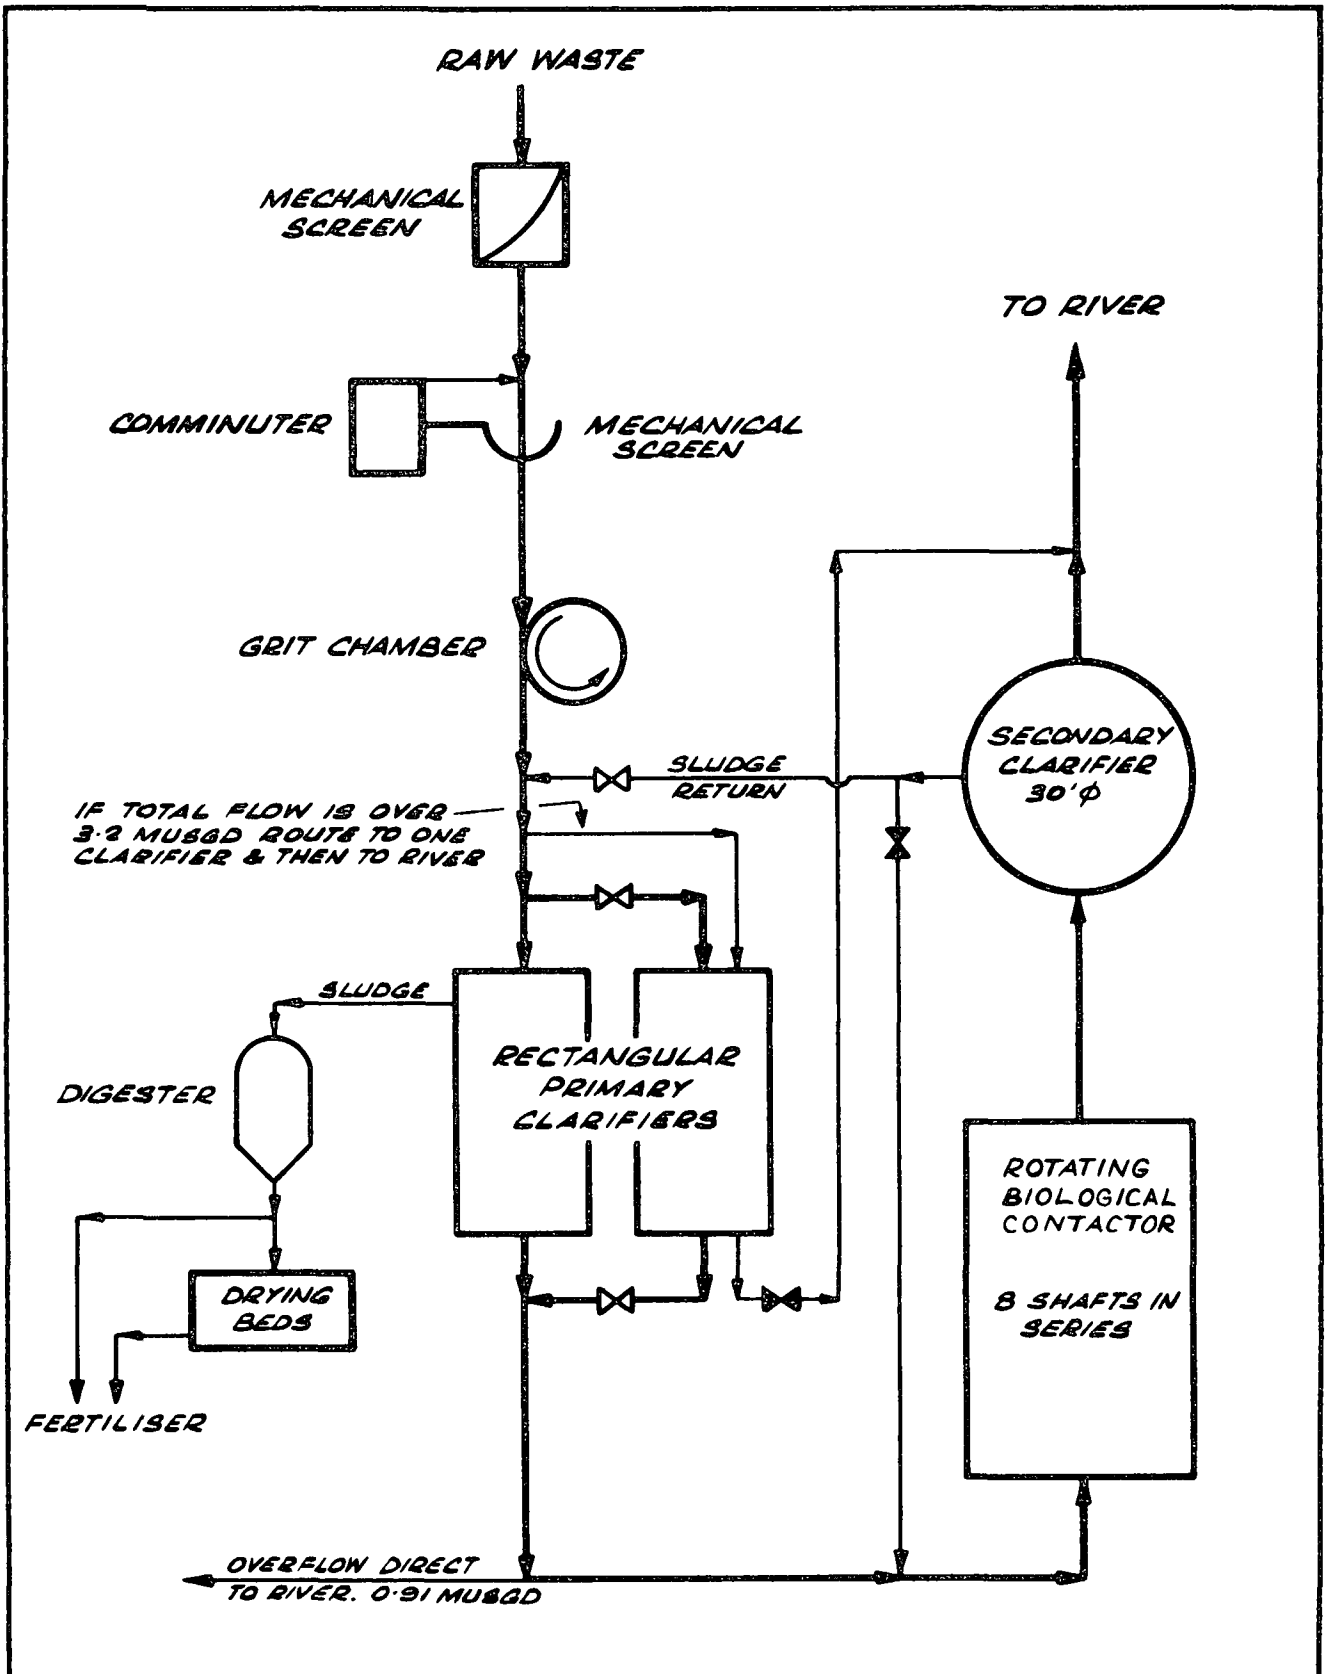 RAW WASTE
MECHANICAL
SCREEN
TO RIVER
COMMINUTER
MECHANICAL
SCREEN
GRIT CHAMBER
SLUDGE
RETURN
SECONDARY
CLARIFIER
30'φ
IF TOTAL FLOW IS OVER
3.2 MUSGD ROUTE TO ONE
CLARIFIER & THEN TO RIVER
SLUDGE
RECTANGULAR
PRIMARY
CLARIFIERS
DIGESTER
ROTATING
BIOLOGICAL
CONTACTOR
8 SHAFTS IN
SERIES
DRYING
BEDS
FERTILISER
OVERFLOW DIRECT
TO RIVER. 0.91 MUSGD